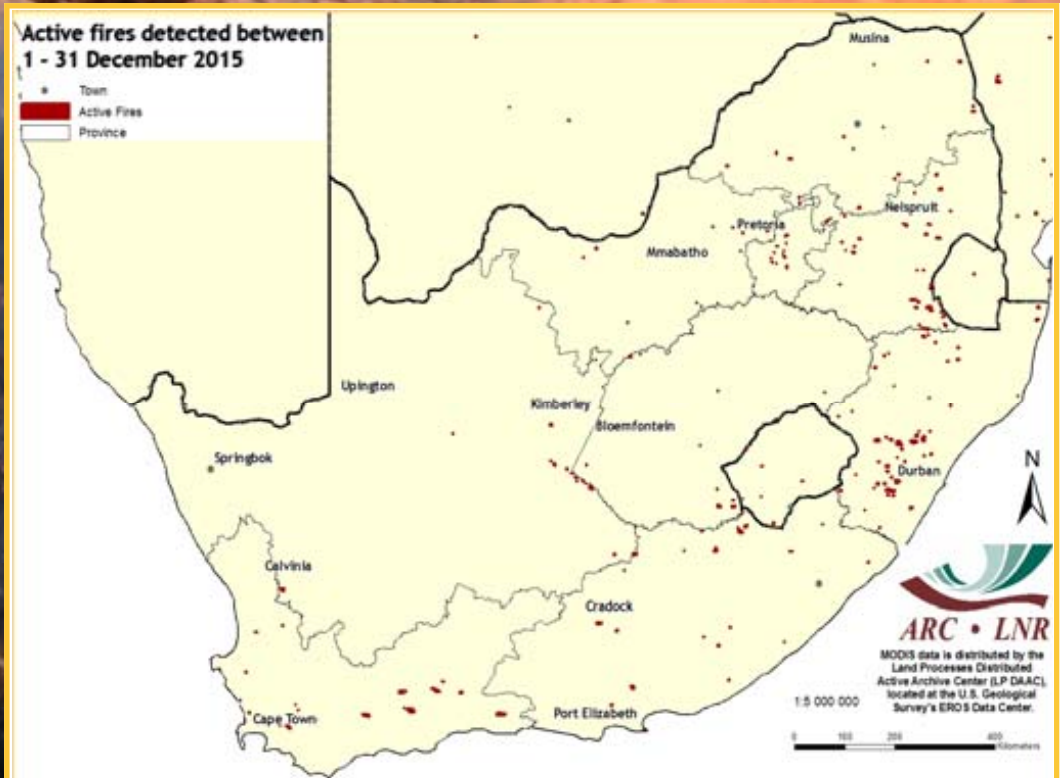 Active fires detected between
1 - 31 December 2015
Town
Active Fires
Province
Musina
Nelspruit
Pretoria
Mmabatho
Upington
Kimberley
Bloemfontein
Springbok
Durban
N
Calvinia
Cradock
ARC • LNR
MODIS data is distributed by the
Land Processes Distributed
Active Archive Center (LP DAAC),
located at the U.S. Geological
Survey's EROS Data Center.
1:5 000 000
Cape Town
Port Elizabeth
0 100 200 400
Kilometers